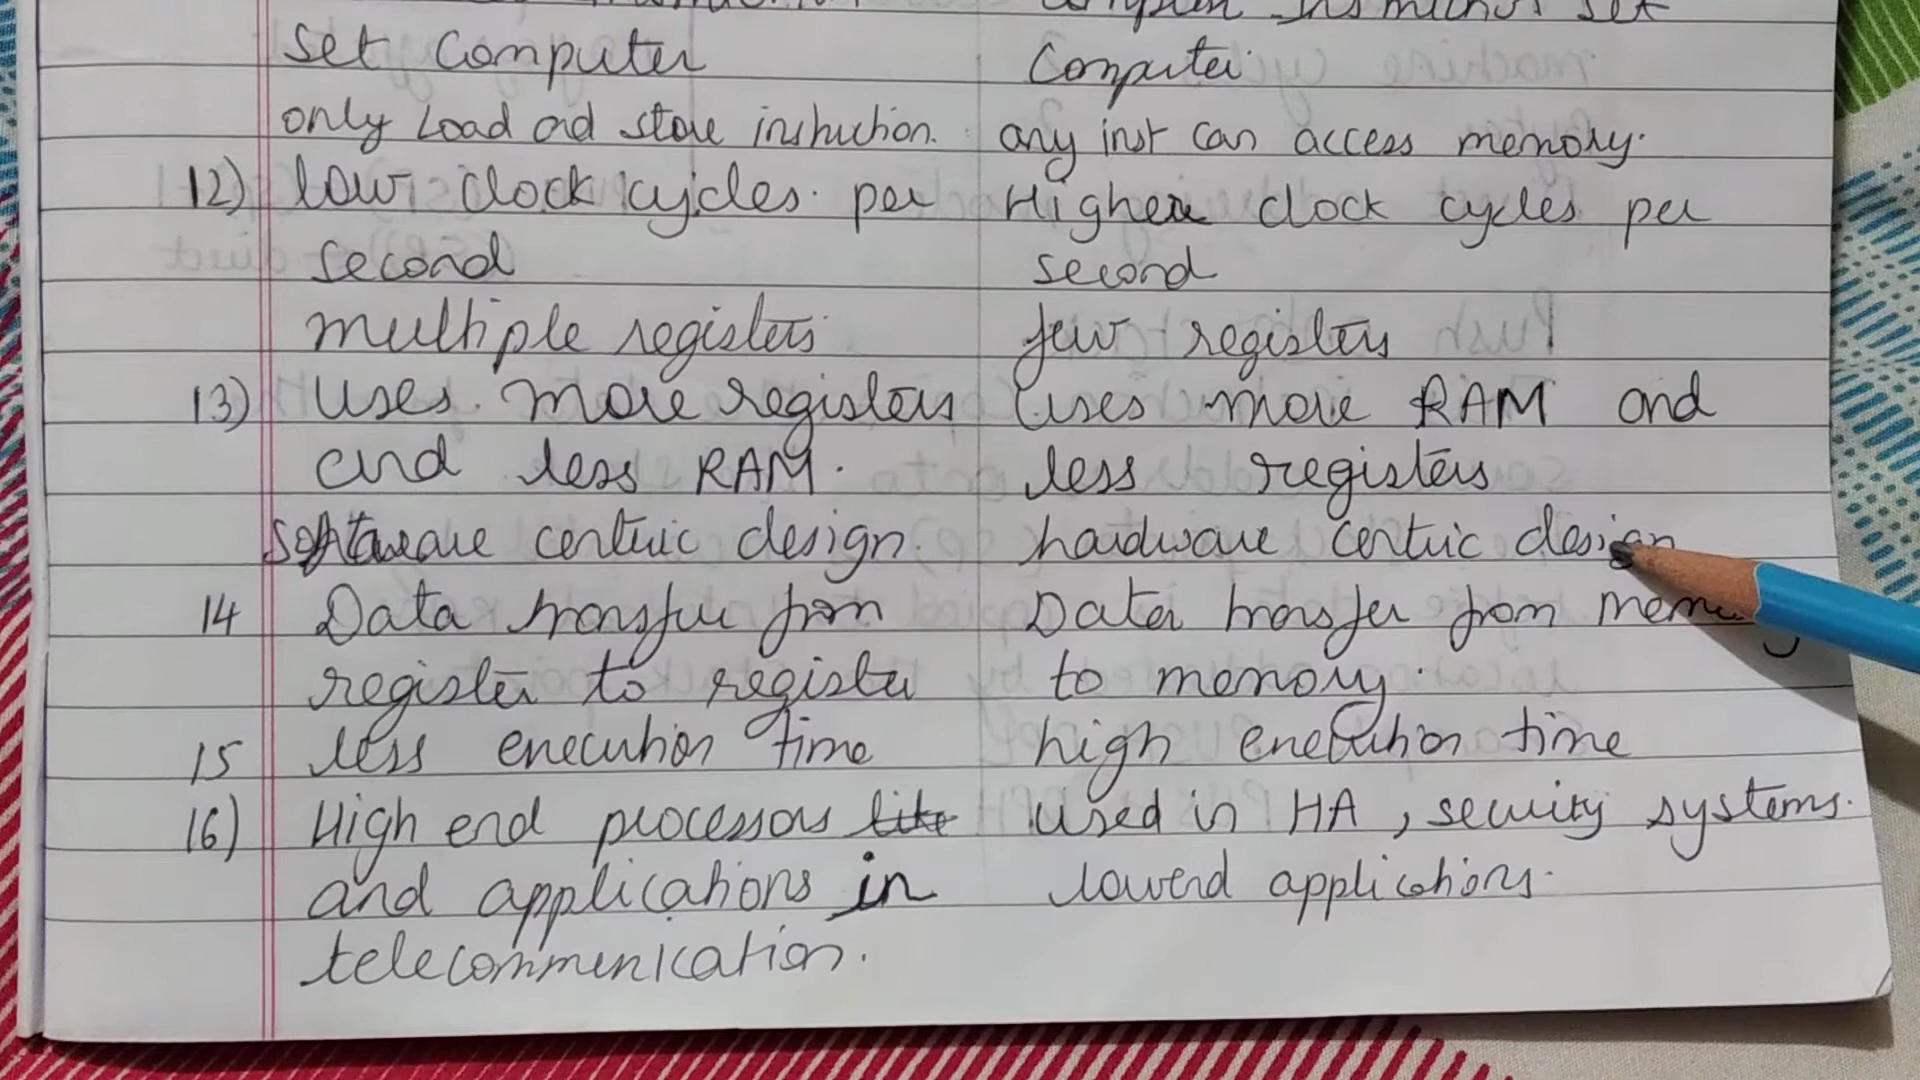 set Computer Computer
only Load and store instruction. any inst can access memory.
12) low clock cycles per Higher clock cycles per
second second
multiple registers few registers
13) Uses more registers Uses more RAM and
and less RAM. less registers
software centric design. hardware centric design
14 Data transfer from Data transfer from memory
register to register to memory.
15 less execution time high execution time
16) High end processors like used in HA, security systems.
and applications in lowend applications.
telecommunication.